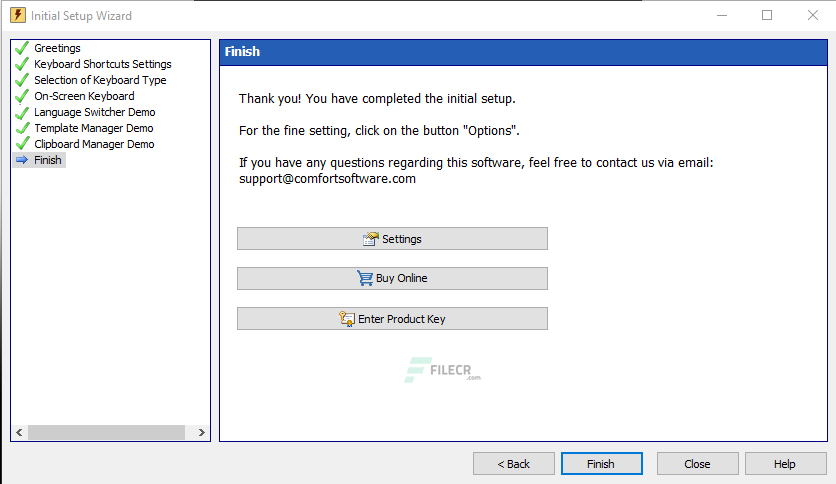 Initial Setup Wizard
Greetings
Keyboard Shortcuts Settings
Selection of Keyboard Type
On-Screen Keyboard
Language Switcher Demo
Template Manager Demo
Clipboard Manager Demo
Finish
Finish
Thank you! You have completed the initial setup.
For the fine setting, click on the button "Options".
If you have any questions regarding this software, feel free to contact us via email:
support@comfortsoftware.com
Settings
Buy Online
Enter Product Key
FILECR
.com
< Back
Finish
Close
Help